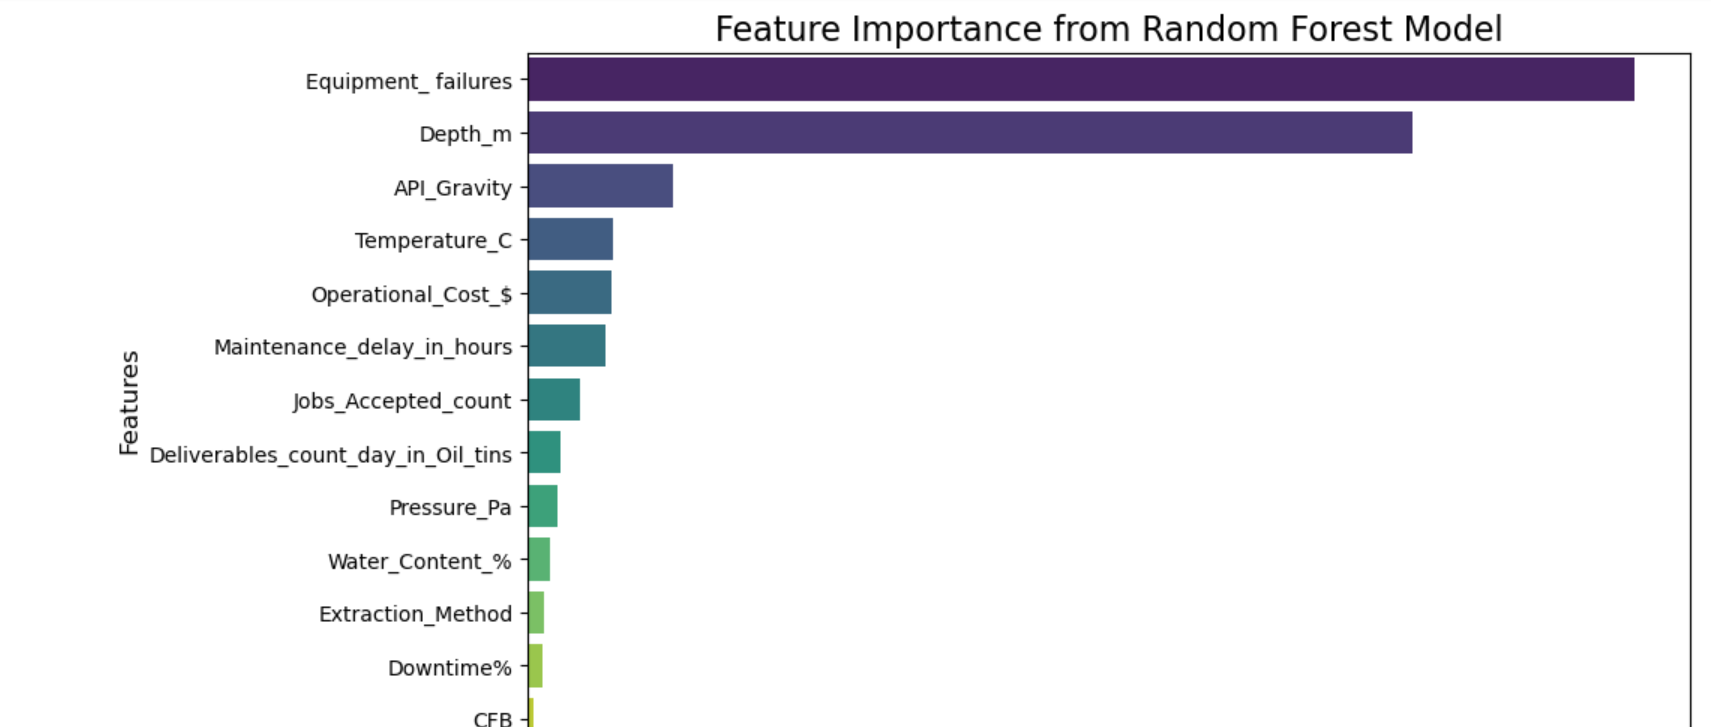 Feature Importance from Random Forest Model
Equipment_ failures
Depth_m
API_Gravity
Temperature_C
Operational_Cost_$
Maintenance_delay_in_hours
Jobs_Accepted_count
Features
Deliverables_count_day_in_Oil_tins
Pressure_Pa
Water_Content_%
Extraction_Method
Downtime%
CFB